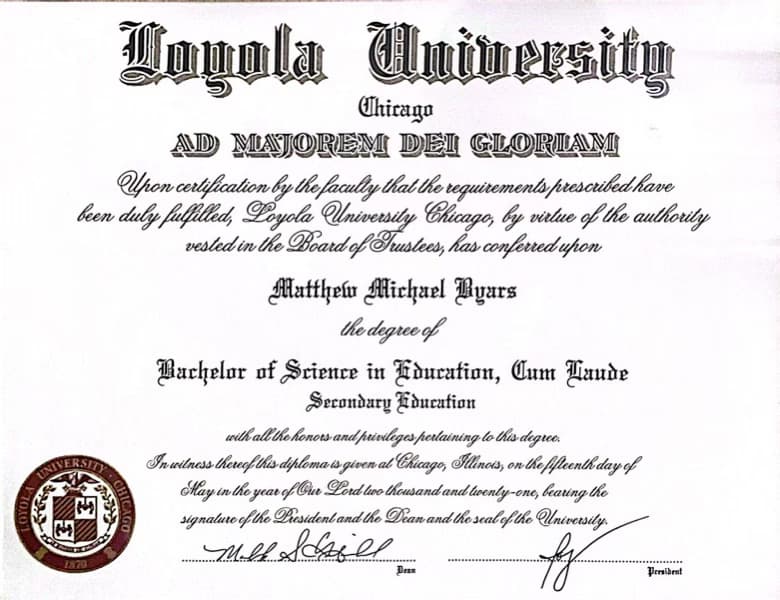 Loyola University
Chicago
AD MAJOREM DEI GLORIAM
Upon certification by the faculty that the requirements prescribed have
been duly fulfilled, Loyola University Chicago, by virtue of the authority
vested in the Board of Trustees, has conferred upon
Matthew Michael Byars
the degree of
Bachelor of Science in Education, Cum Laude
Secondary Education
with all the honors and privileges pertaining to this degree.
In witness thereof this diploma is given at Chicago, Illinois, on the fifteenth day of
May in the year of Our Lord two thousand and twenty-one, bearing the
signature of the President and the Dean and the seal of the University.
LOYOLA UNIVERSITY CHICAGO
1870
Dean
President